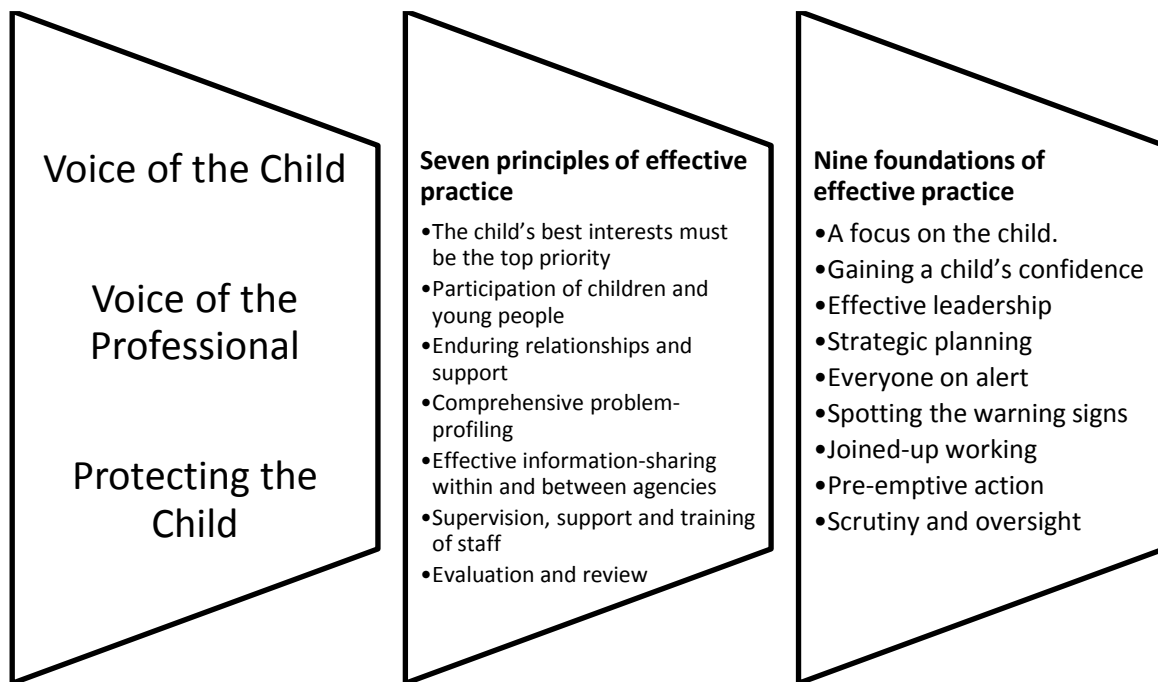 Voice of the Child
Voice of the
Professional
Protecting the
Child
Seven principles of effective
practice
•The child’s best interests must
be the top priority
•Participation of children and
young people
•Enduring relationships and
support
•Comprehensive problem-
profiling
•Effective information-sharing
within and between agencies
•Supervision, support and training
of staff
•Evaluation and review
Nine foundations of
effective practice
•A focus on the child.
•Gaining a child’s confidence
•Effective leadership
•Strategic planning
•Everyone on alert
•Spotting the warning signs
•Joined-up working
•Pre-emptive action
•Scrutiny and oversight